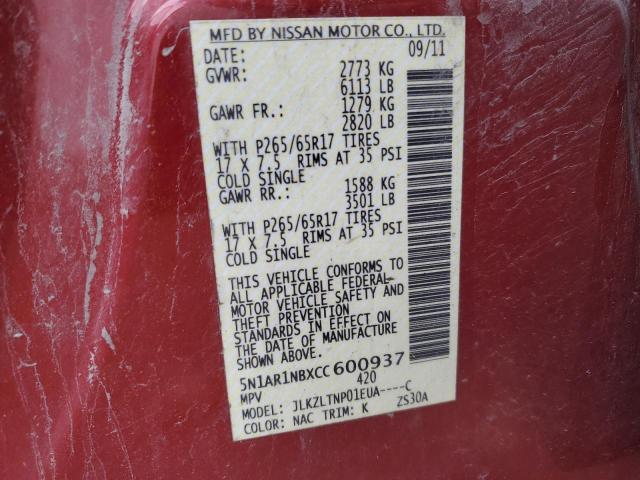 MFD BY NISSAN MOTOR CO., LTD.
DATE: 09/11
GVWR: 2773 KG
6113 LB
GAWR FR.: 1279 KG
2820 LB
WITH P265/65R17 TIRES
17 X 7.5 RIMS AT 35 PSI
COLD SINGLE
GAWR RR.: 1588 KG
3501 LB
WITH P265/65R17 TIRES
17 X 7.5 RIMS AT 35 PSI
COLD SINGLE
THIS VEHICLE CONFORMS TO
ALL APPLICABLE FEDERAL
MOTOR VEHICLE SAFETY AND
THEFT PREVENTION
STANDARDS IN EFFECT ON
THE DATE OF MANUFACTURE
SHOWN ABOVE.
5N1AR1NBXCC 600937
MPV 420
MODEL: JLKZLTNP01EUA----C
COLOR: NAC TRIM: K ZS30A